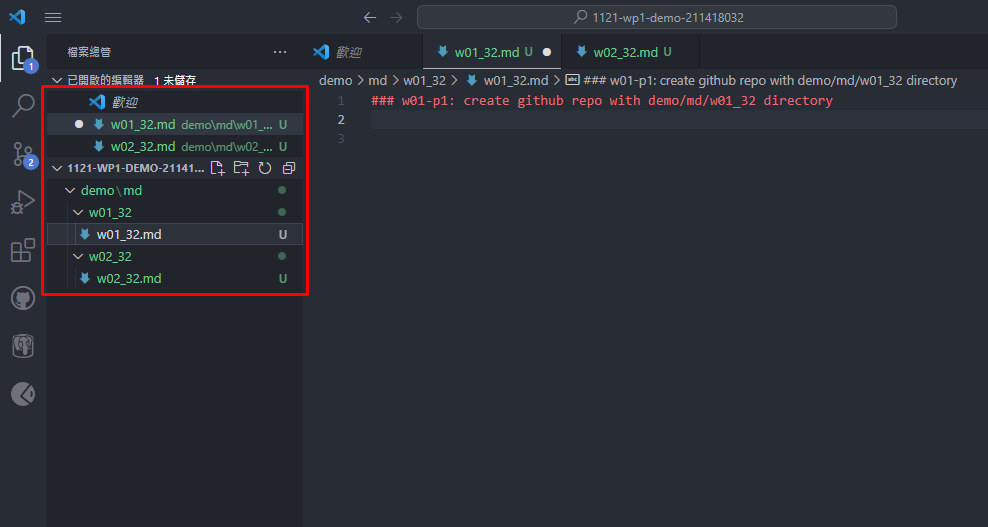 1121-wp1-demo-211418032
檔案總管 ···
歡迎
w01_32.md U
w02_32.md U
已開啟的編輯器 1 未儲存
歡迎
w01_32.md demo\md\w01_... U
w02_32.md demo\md\w02_... U
1121-WP1-DEMO-21141...
demo\md
w01_32
w01_32.md U
w02_32
w02_32.md U
demo > md > w01_32 > w01_32.md > ### w01-p1: create github repo with demo/md/w01_32 directory
1 ### w01-p1: create github repo with demo/md/w01_32 directory
2
3
1
2